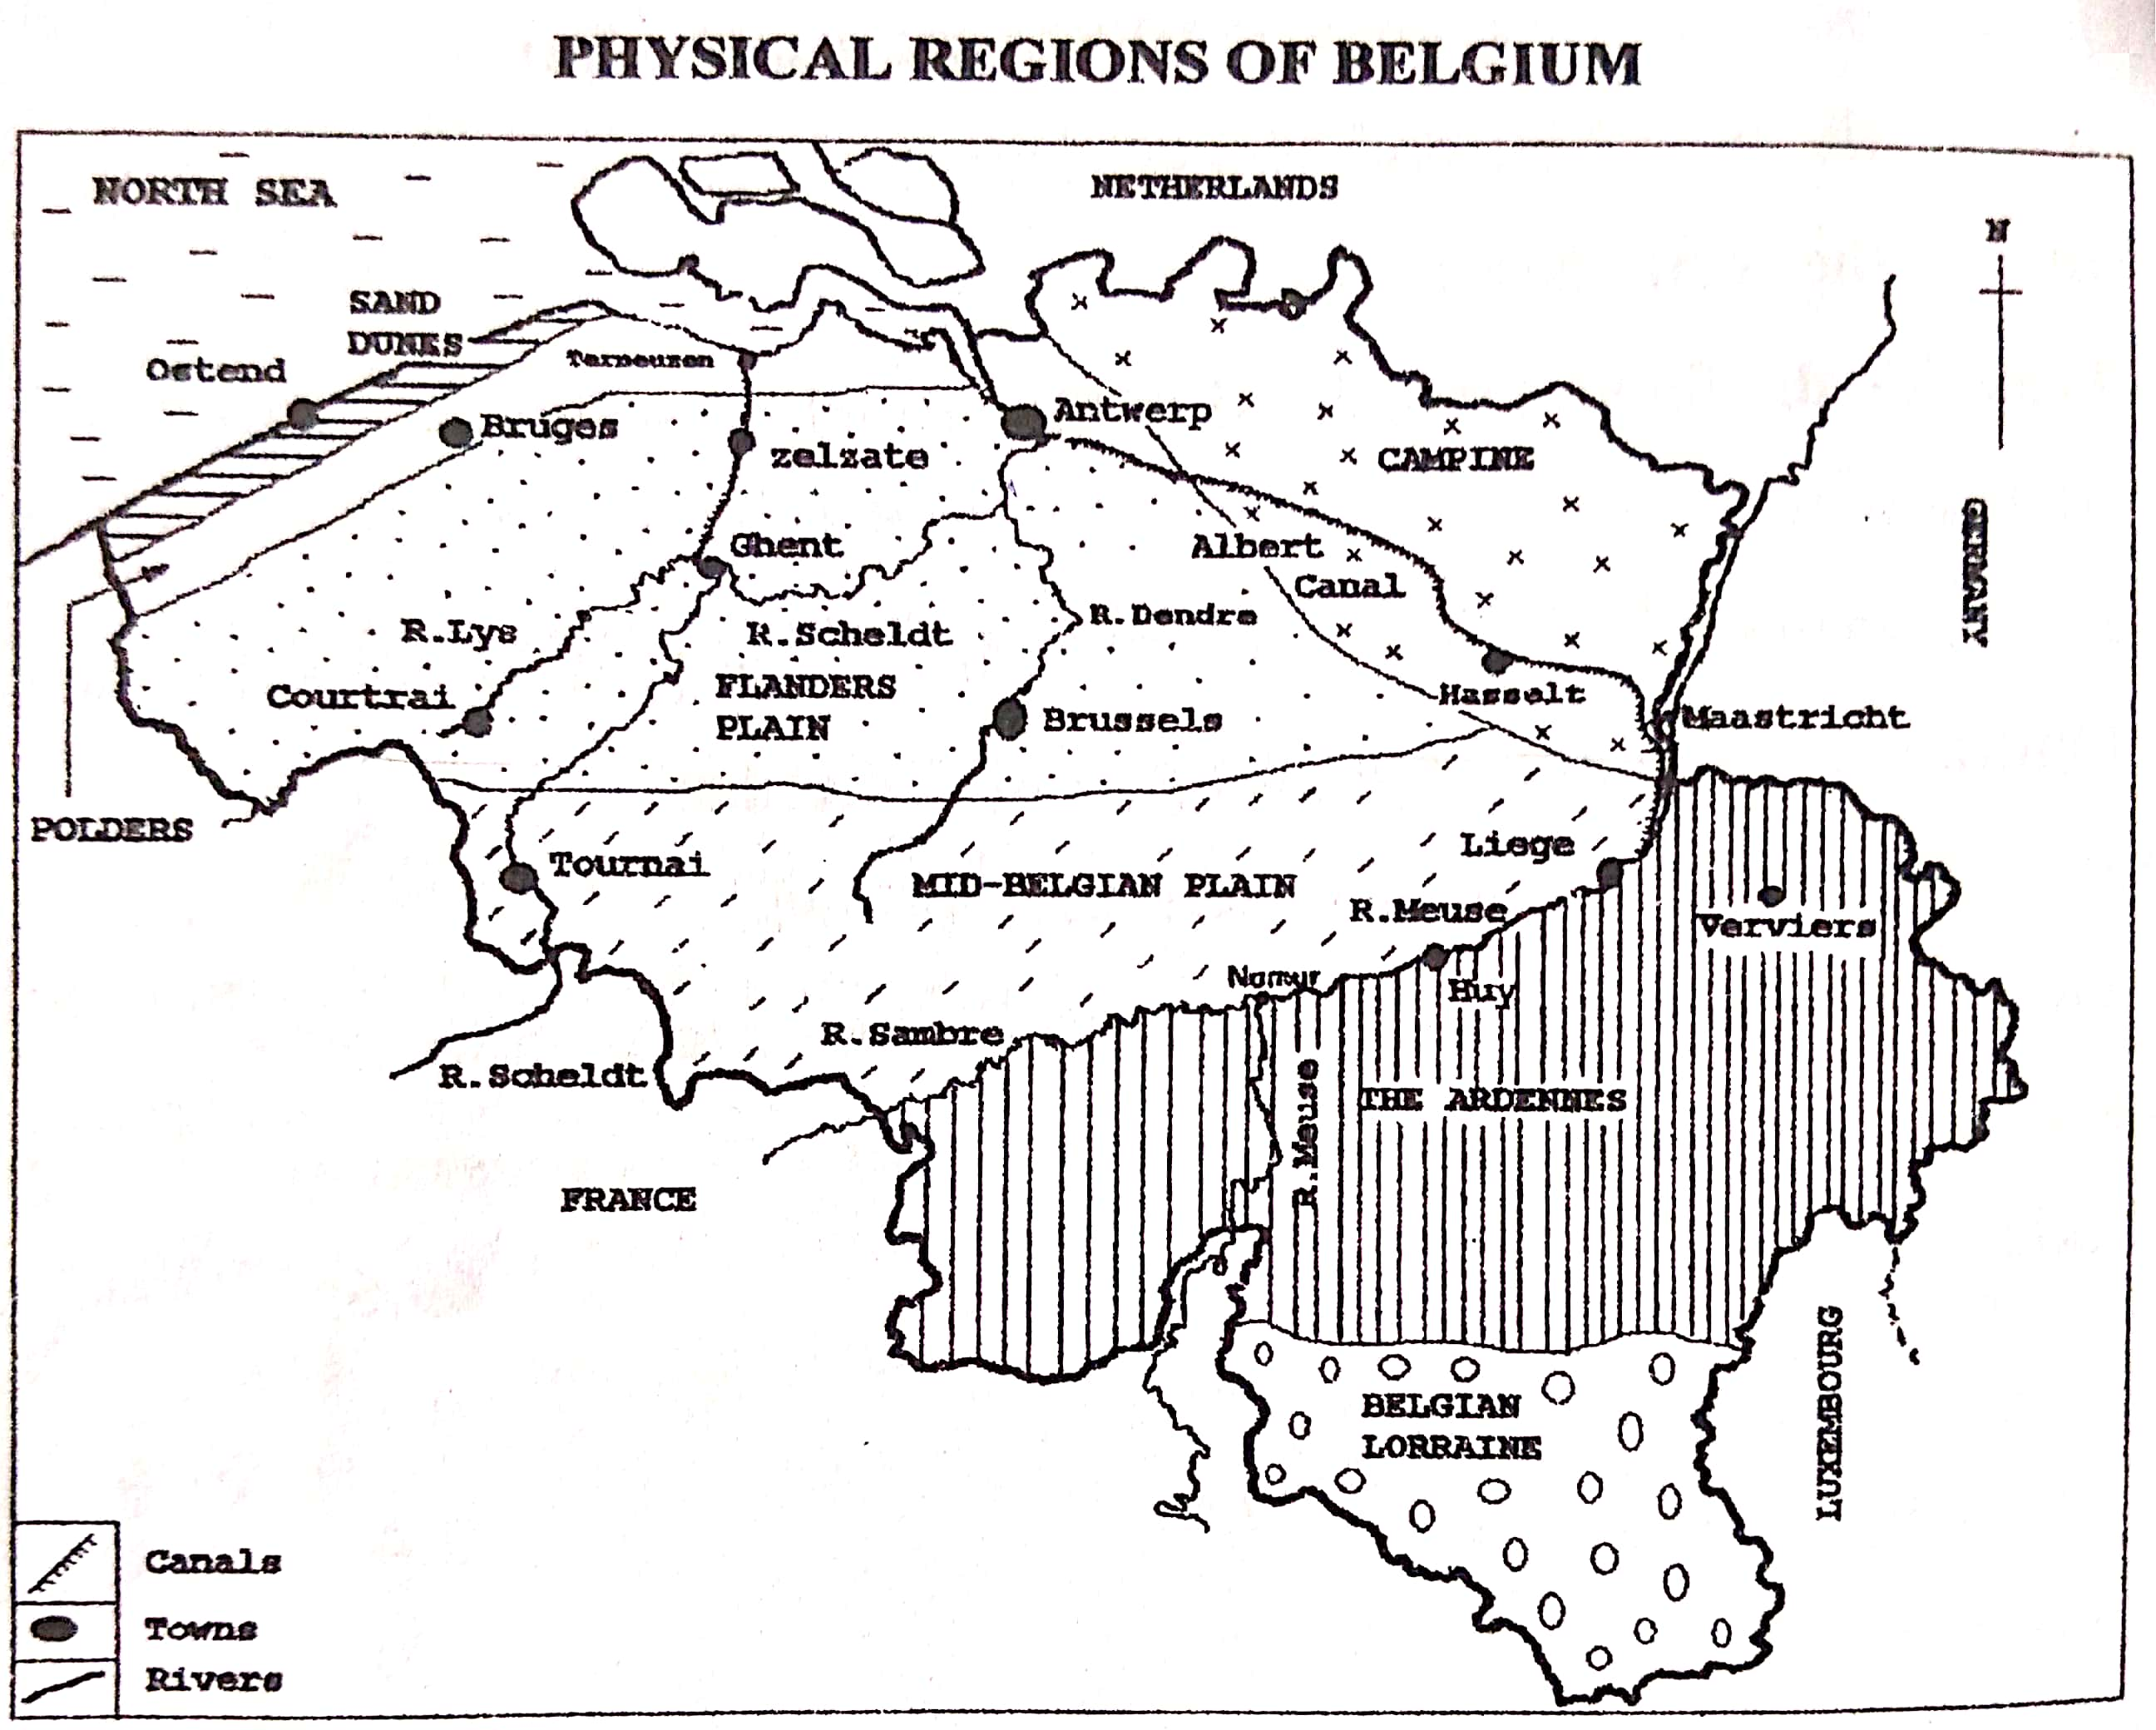 PHYSICAL REGIONS OF BELGIUM
NORTH SEA
NETHERLANDS
N
SAND
DUNES
Ostend
Terneuzen
Bruges
Antwerp
zelzate
CAMPINE
GERMANY
Ghent
Albert
Canal
R.Lys
R.Scheldt
R.Dendre
Courtrai
FLANDERS
PLAIN
Brussels
Hasselt
Maastricht
POLDERS
Tournai
MID-BELGIAN PLAIN
Liege
R.Meuse
Verviers
Namur
Huy
R.Sambre
R.Scheldt
R.Meuse
THE ARDENNES
FRANCE
BELGIAN
LORRAINE
LUXEMBOURG
Canals
Towns
Rivers